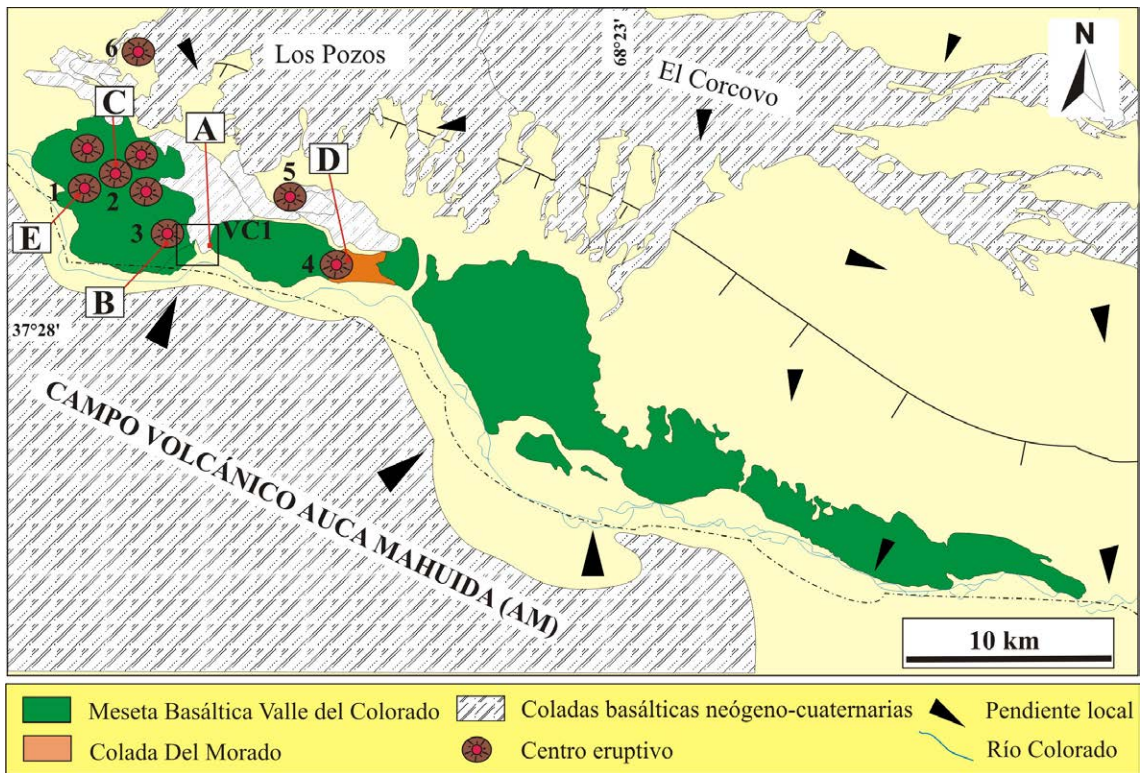 6
Los Pozos
68°23'
El Corcovo
N
C
A
D
5
1
2
E
3
VC1
4
B
37°28'
CAMPO VOLCÁNICO AUCA MAHUIDA (AM)
10 km
Meseta Basáltica Valle del Colorado
Coladas basálticas neógeno-cuaternarias
Pendiente local
Colada Del Morado
Centro eruptivo
Río Colorado